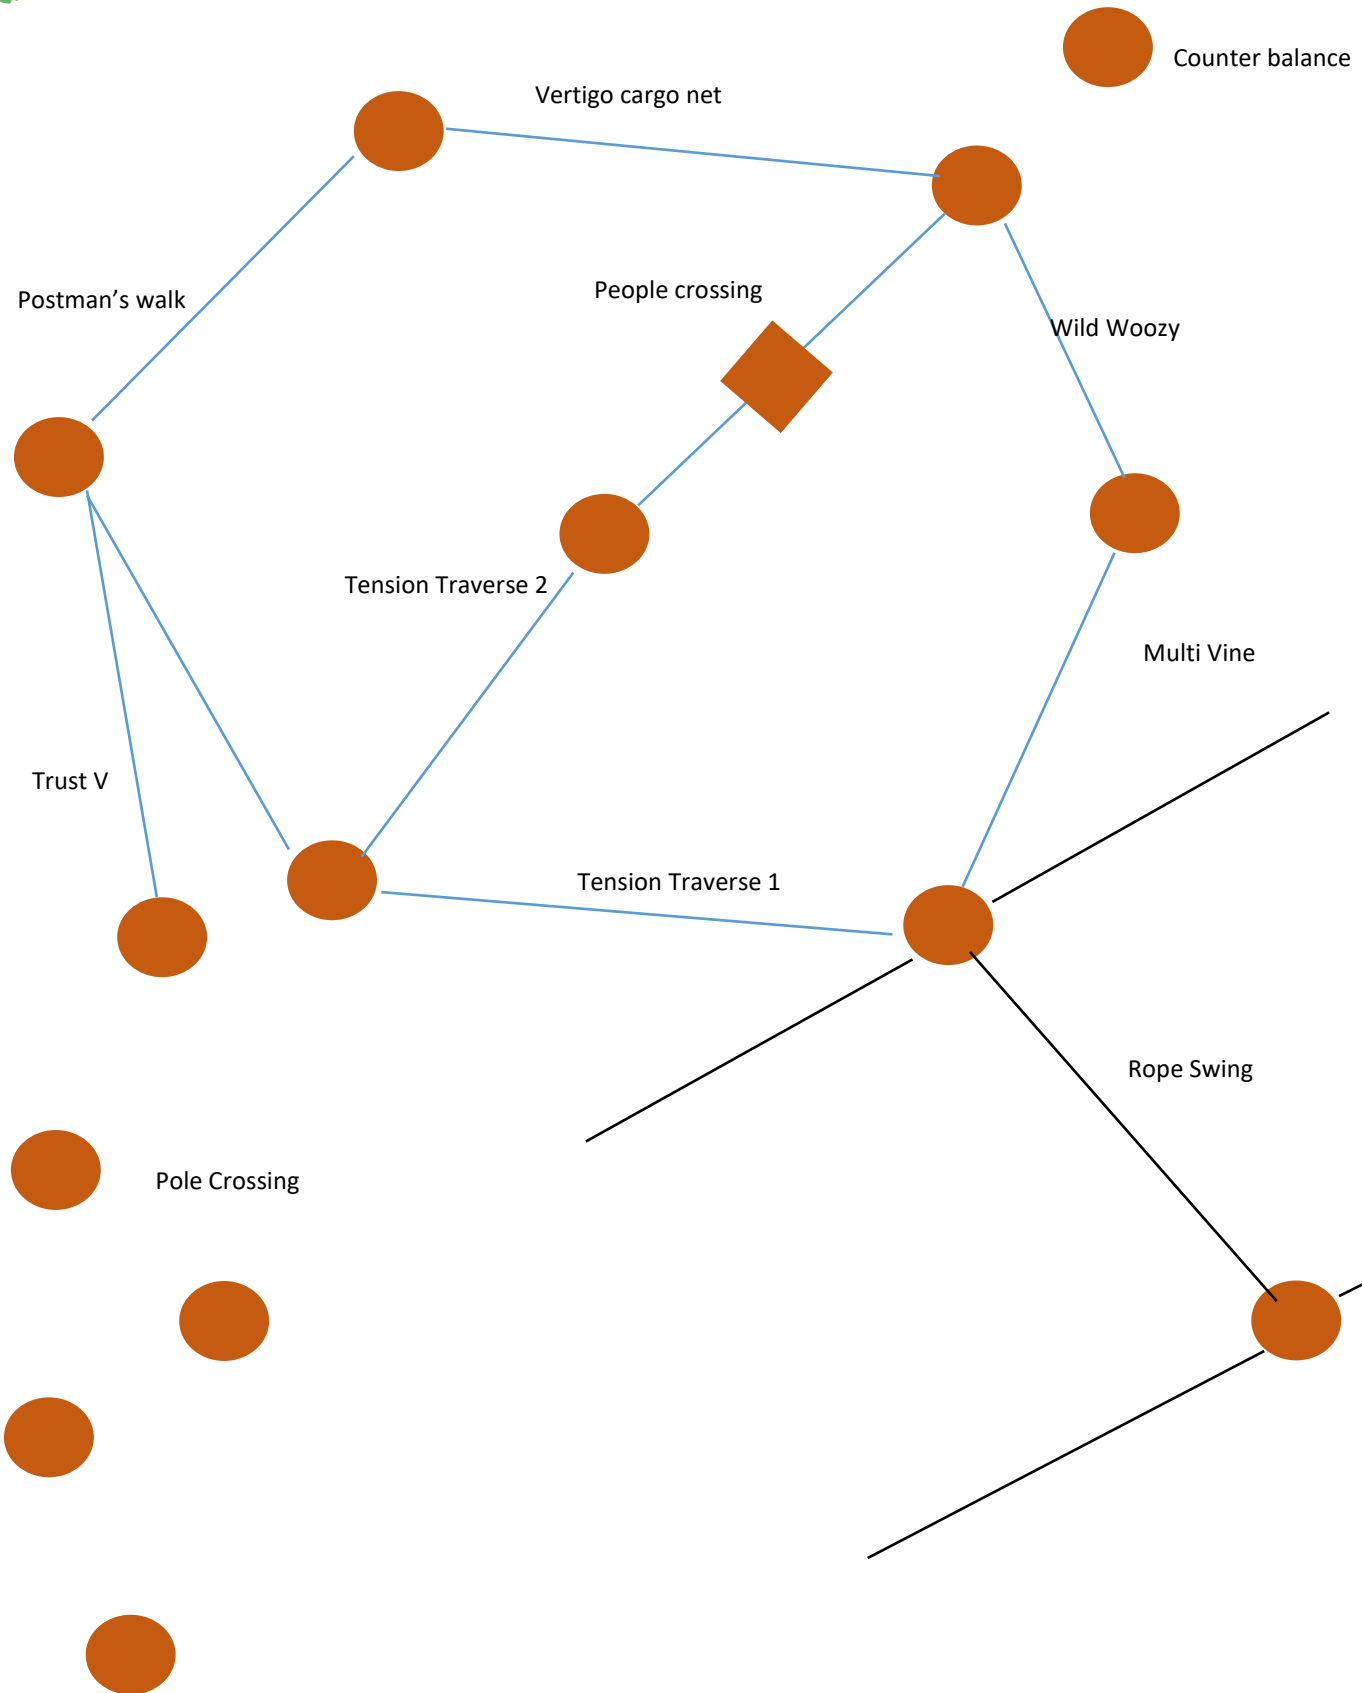 Counter balance
Vertigo cargo net
People crossing
Postman’s walk
Wild Woozy
Tension Traverse 2
Multi Vine
Trust V
Tension Traverse 1
Rope Swing
Pole Crossing